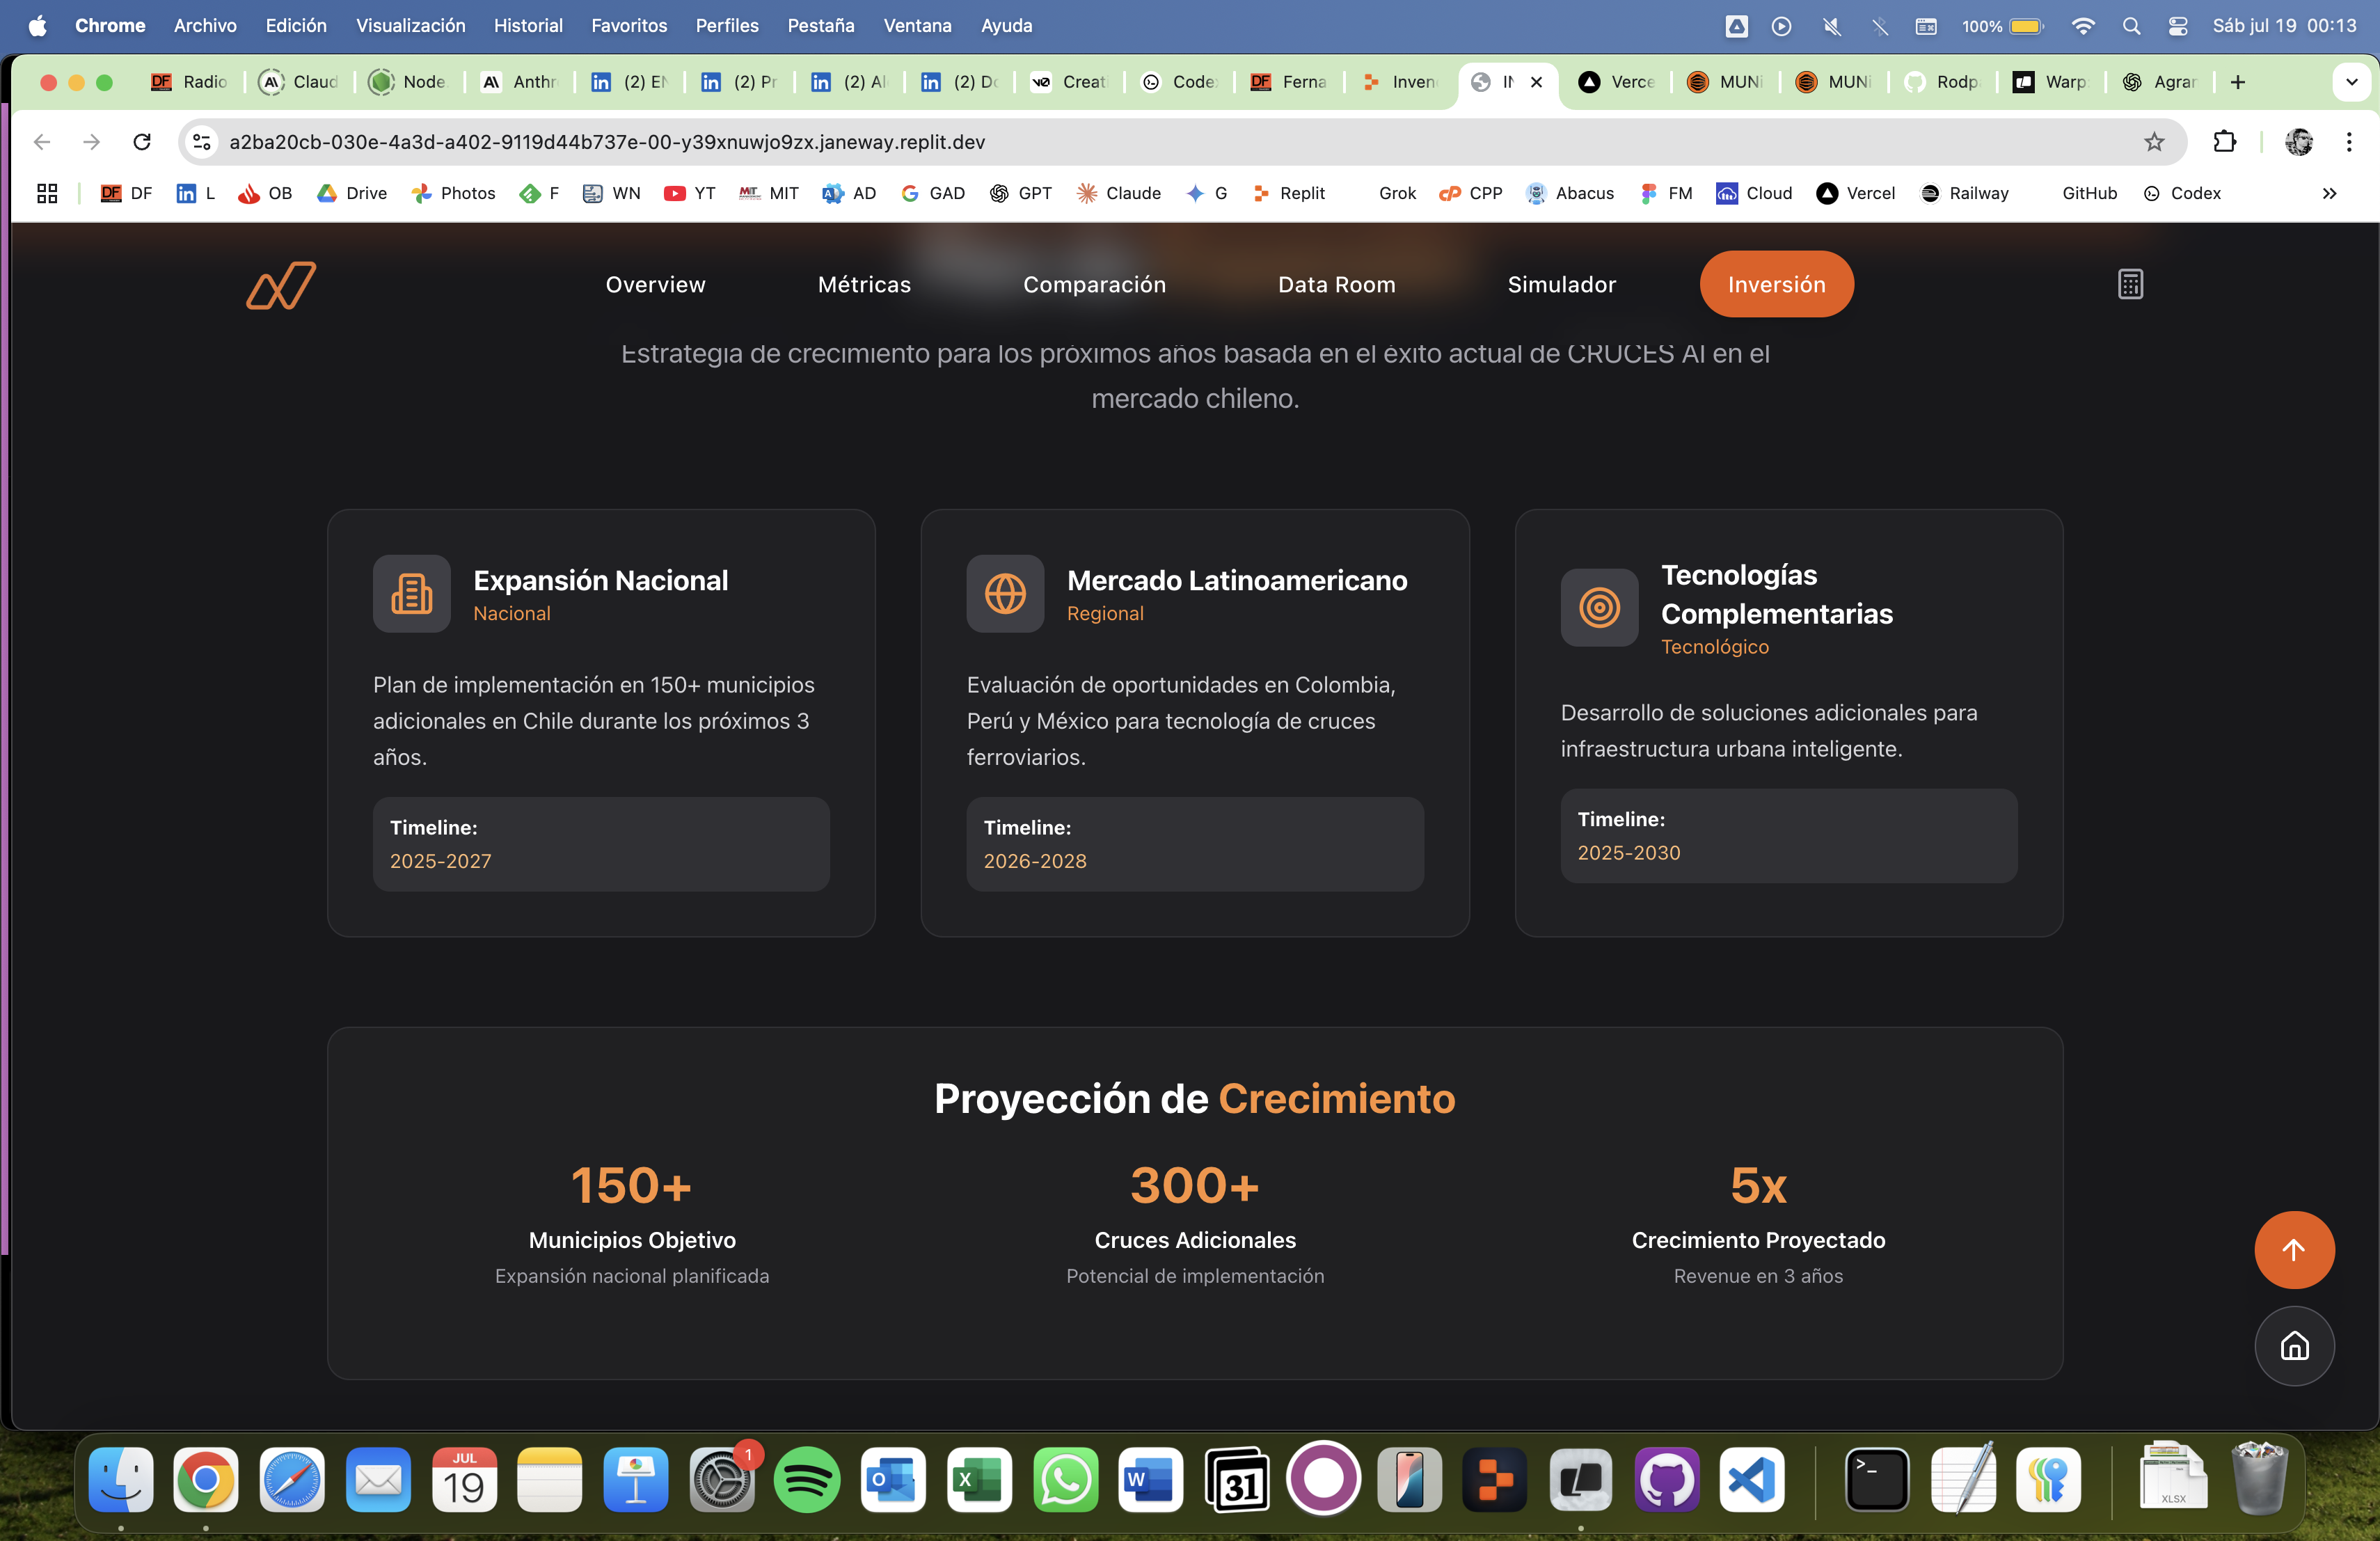 Chrome Archivo Edición Visualización Historial Favoritos Perfiles Pestaña Ventana Ayuda 100% Sáb jul 19 00:13
DF Radio Claud Node. Anthr (2) EN (2) Pr (2) Al (2) Do v0 Creati Code DF Ferna Inven IN Verce MUNi MUNi Rodp Warp Agrar
a2ba20cb-030e-4a3d-a402-9119d44b737e-00-y39xnuwjo9zx.janeway.replit.dev
DF L OB Drive Photos F WN YT MIT AD GAD GPT Claude G Replit Grok CPP Abacus FM Cloud Vercel Railway GitHub Codex
Overview Métricas Comparación Data Room Simulador Inversión
Estrategia de crecimiento para los próximos años basada en el éxito actual de CRUCES AI en el
mercado chileno.
Expansión Nacional
Nacional
Plan de implementación en 150+ municipios
adicionales en Chile durante los próximos 3
años.
Timeline:
2025-2027
Mercado Latinoamericano
Regional
Evaluación de oportunidades en Colombia,
Perú y México para tecnología de cruces
ferroviarios.
Timeline:
2026-2028
Tecnologías
Complementarias
Tecnológico
Desarrollo de soluciones adicionales para
infraestructura urbana inteligente.
Timeline:
2025-2030
Proyección de Crecimiento
150+
Municipios Objetivo
Expansión nacional planificada
300+
Cruces Adicionales
Potencial de implementación
5x
Crecimiento Proyectado
Revenue en 3 años
JUL
19
1
31
XLSX